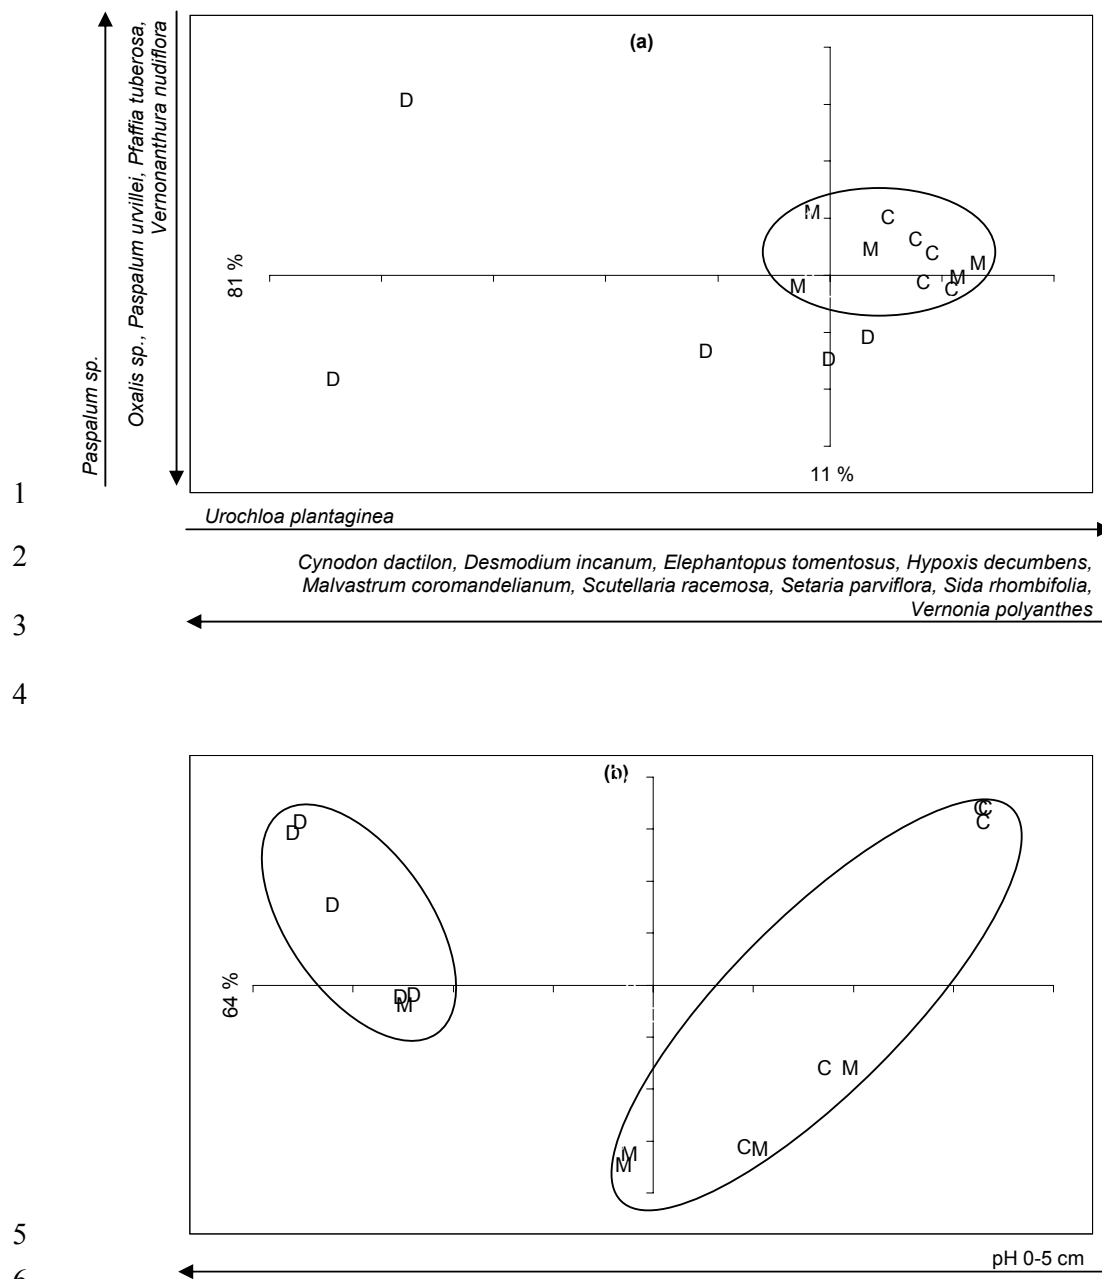 (a)
Paspalum sp.
Oxalis sp., Paspalum urvillei, Pfaffia tuberosa,
Vernonanthura nudiflora
D
M
C
C
M
C
M
81 %
M
C
M
C
D
D
D
D
11 %
1
Urochloa plantaginea
2
Cynodon dactilon, Desmodium incanum, Elephantopus tomentosus, Hypoxis decumbens,
Malvastrum coromandelianum, Scutellaria racemosa, Setaria parviflora, Sida rhombifolia,
Vernonia polyanthes
3
4
(b)
C
C
C
D
D
D
64 %
D D
M
C M
C M
M
M
5
pH 0-5 cm
6